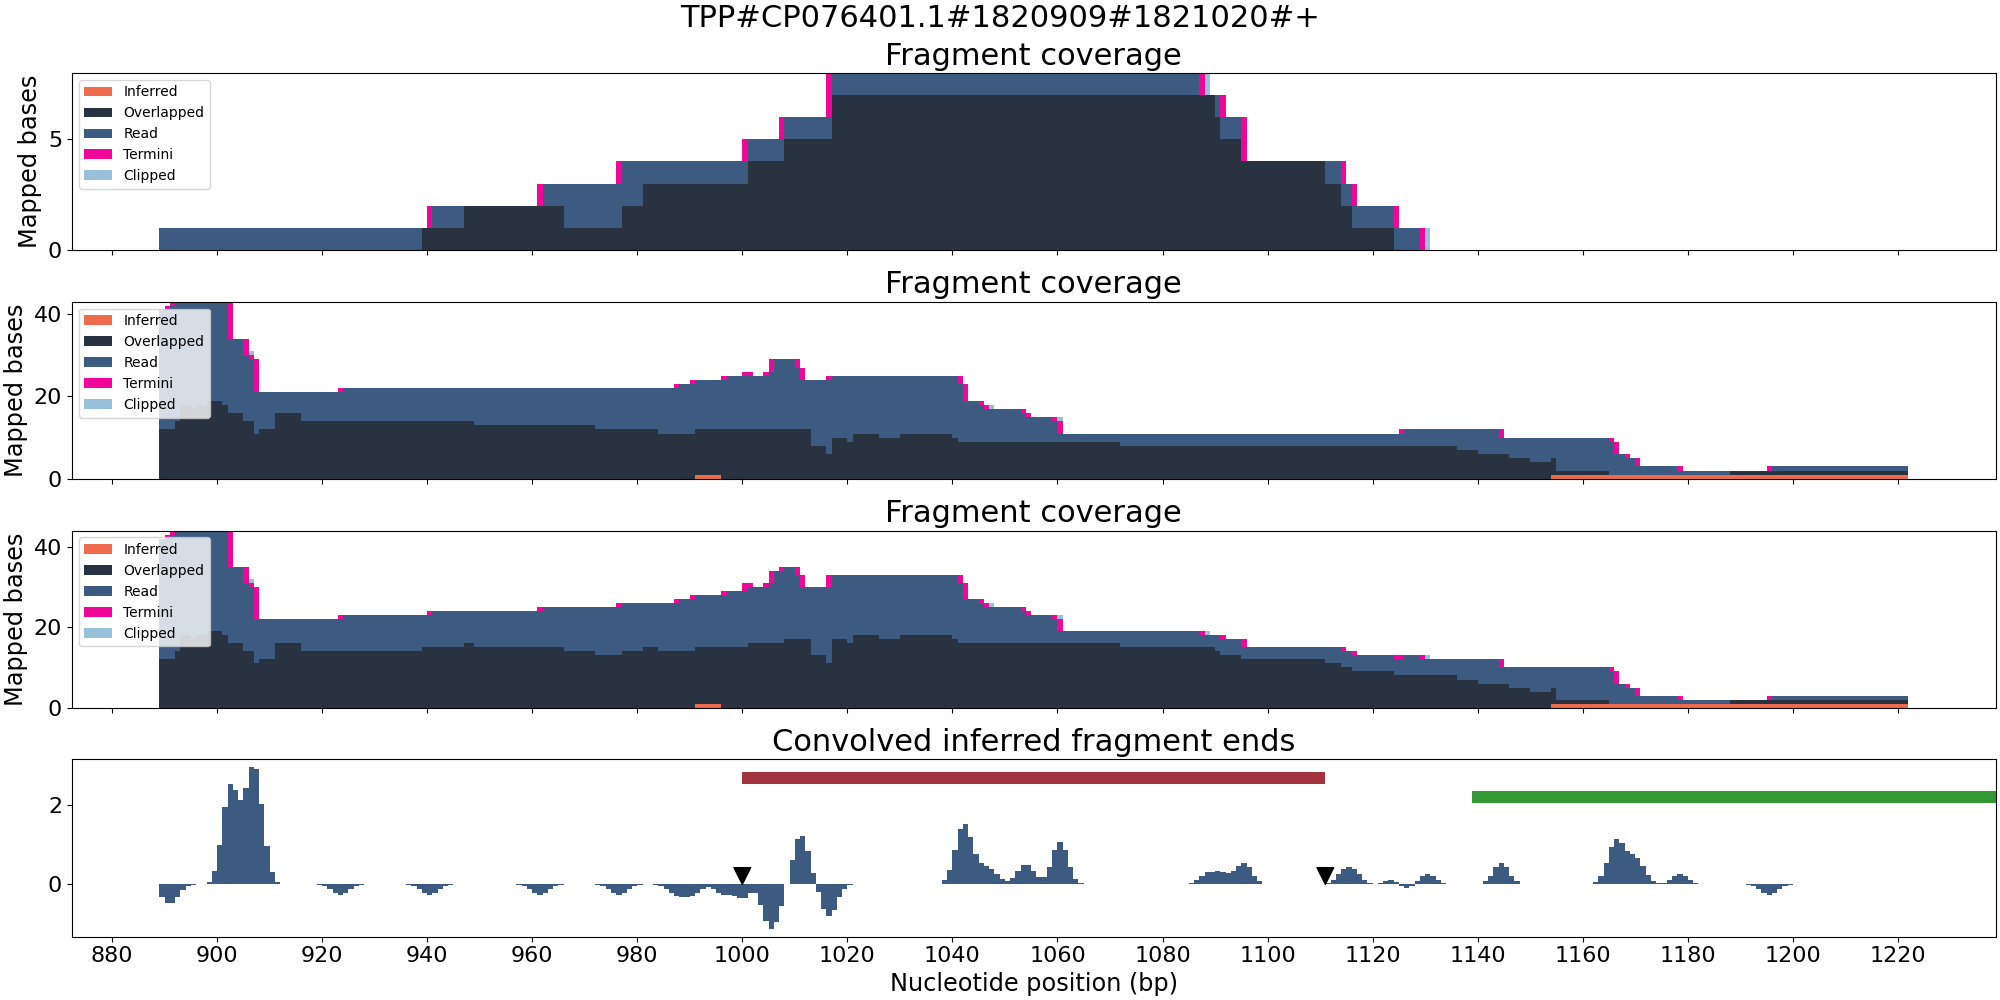 TPP#CP076401.1#1820909#1821020#+
Fragment coverage
Mapped bases
5
0
Inferred
Overlapped
Read
Termini
Clipped
Fragment coverage
Mapped bases
40
20
0
Inferred
Overlapped
Read
Termini
Clipped
Fragment coverage
Mapped bases
40
20
0
Inferred
Overlapped
Read
Termini
Clipped
Convolved inferred fragment ends
2
0
880 900 920 940 960 980 1000 1020 1040 1060 1080 1100 1120 1140 1160 1180 1200 1220
Nucleotide position (bp)